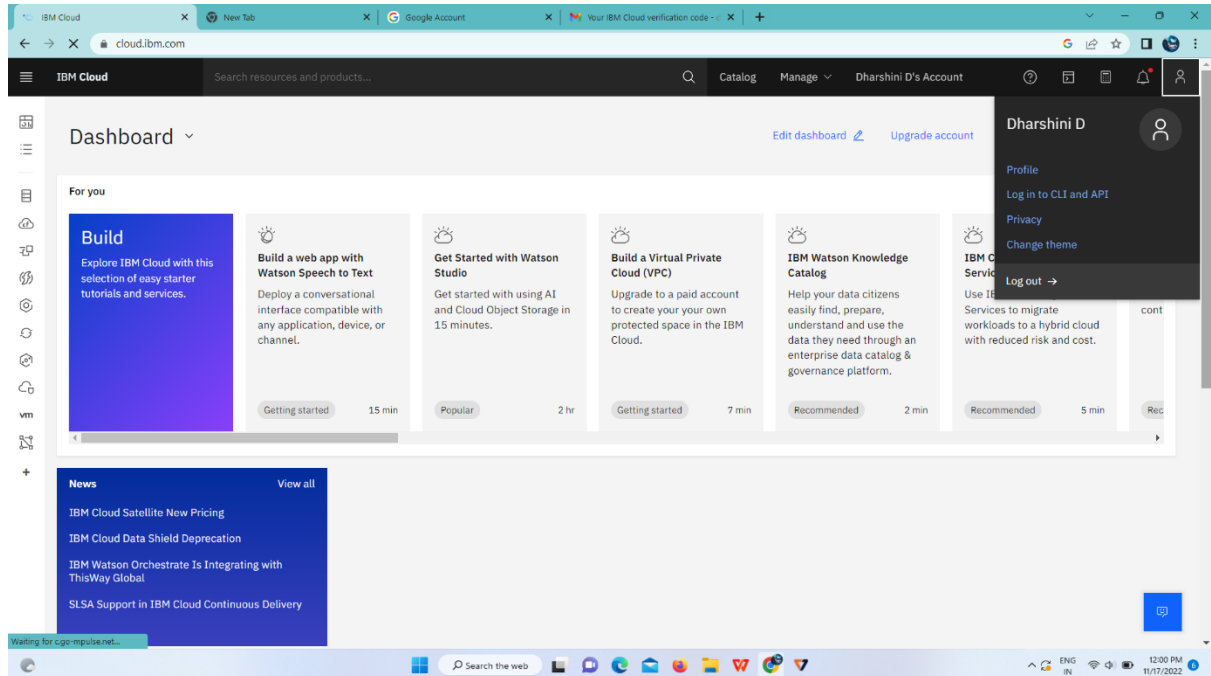 IBM Cloud
New Tab
Google Account
Your IBM Cloud verification code -
cloud.ibm.com
IBM Cloud
Search resources and products...
Catalog
Manage
Dharshini D's Account
Dashboard
Edit dashboard
Upgrade account
Dharshini D
Profile
Log in to CLI and API
Privacy
Change theme
Log out →
For you
Build
Explore IBM Cloud with this
selection of easy starter
tutorials and services.
Build a web app with
Watson Speech to Text
Deploy a conversational
interface compatible with
any application, device, or
channel.
Getting started 15 min
Get Started with Watson
Studio
Get started with using AI
and Cloud Object Storage in
15 minutes.
Popular 2 hr
Build a Virtual Private
Cloud (VPC)
Upgrade to a paid account
to create your your own
protected space in the IBM
Cloud.
Getting started 7 min
IBM Watson Knowledge
Catalog
Help your data citizens
easily find, prepare,
understand and use the
data they need through an
enterprise data catalog &
governance platform.
Recommended 2 min
IBM C
Servic
Use IB
Services to migrate
workloads to a hybrid cloud
with reduced risk and cost.
Recommended 5 min
cont
Rec
vm
News View all
IBM Cloud Satellite New Pricing
IBM Cloud Data Shield Deprecation
IBM Watson Orchestrate Is Integrating with
ThisWay Global
SLSA Support in IBM Cloud Continuous Delivery
Waiting for c.go-mpulse.net...
Search the web
ENG
IN
12:00 PM
11/17/2022
6